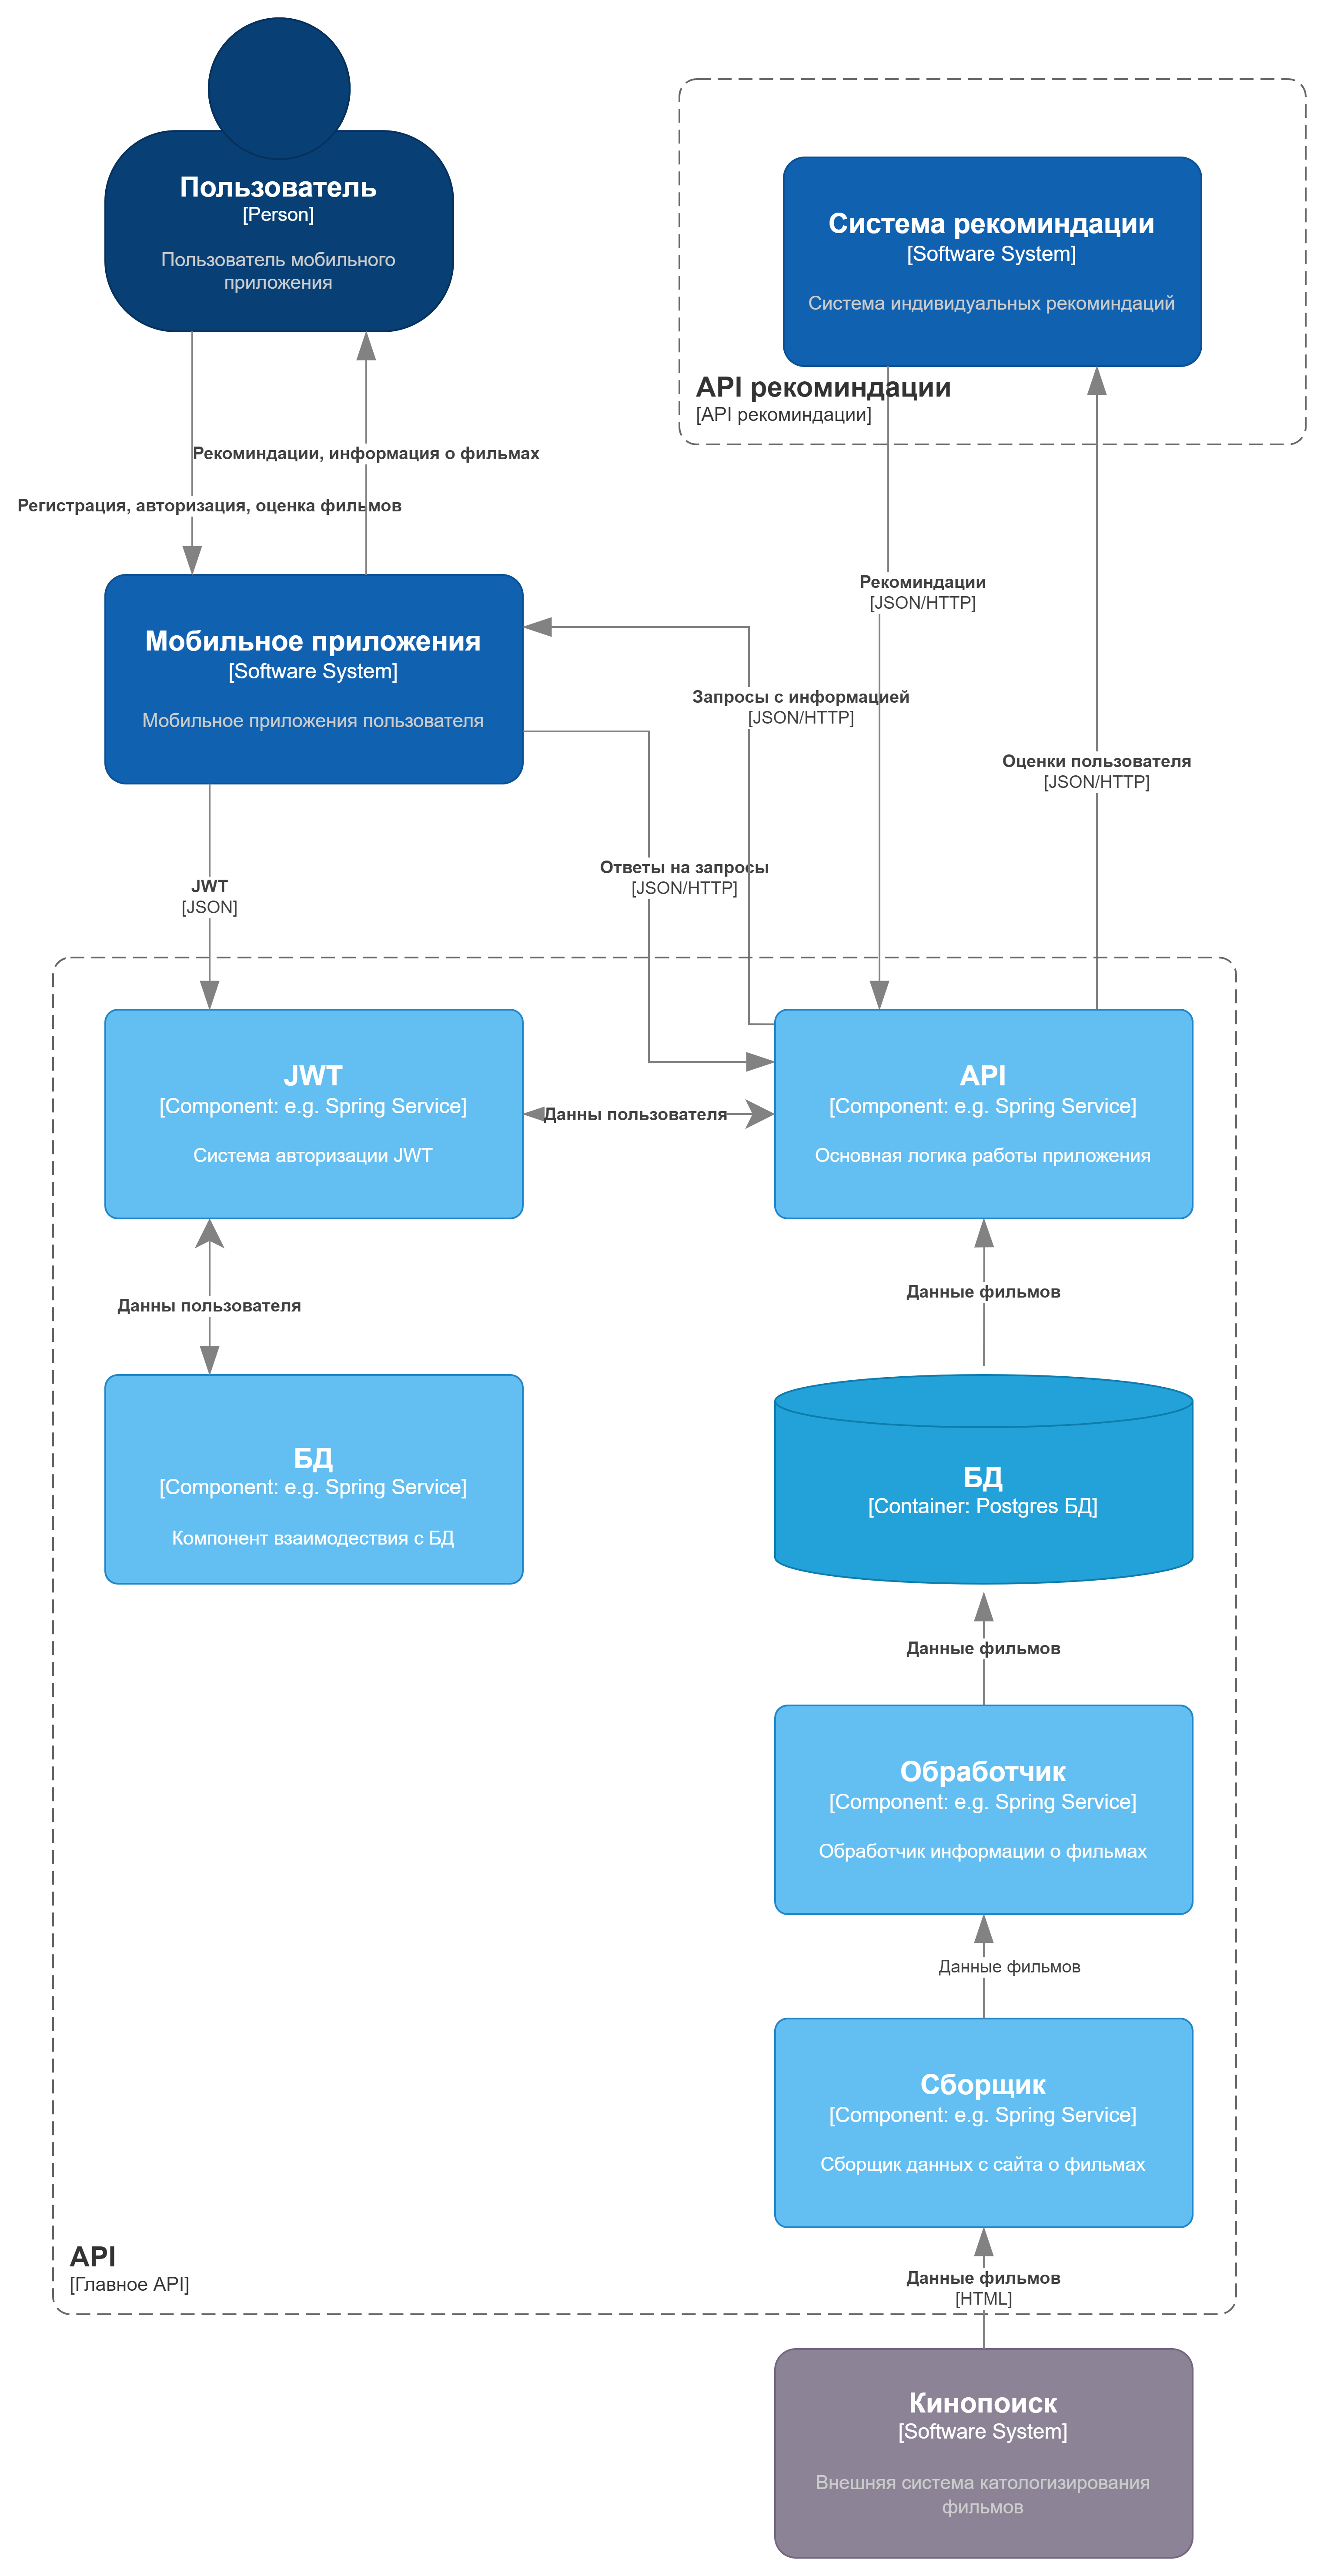 Пользователь
[Person]
Пользователь мобильного
приложения
Система рекоминдации
[Software System]
Система индивидуальных рекоминдаций
API рекоминдации
[API рекоминдации]
Рекоминдации, информация о фильмах
Регистрация, авторизация, оценка фильмов
Рекоминдации
[JSON/HTTP]
Мобильное приложения
[Software System]
Мобильное приложения пользователя
Запросы с информацией
[JSON/HTTP]
Оценки пользователя
[JSON/HTTP]
Ответы на запросы
[JSON/HTTP]
JWT
[JSON]
JWT
[Component: e.g. Spring Service]
Система авторизации JWT
Данны пользователя
API
[Component: e.g. Spring Service]
Основная логика работы приложения
Данны пользователя
Данные фильмов
БД
[Component: e.g. Spring Service]
Компонент взаимодествия с БД
БД
[Container: Postgres БД]
Данные фильмов
Обработчик
[Component: e.g. Spring Service]
Обработчик информации о фильмах
Данные фильмов
Сборщик
[Component: e.g. Spring Service]
Сборщик данных с сайта о фильмах
API
[Главное API]
Данные фильмов
[HTML]
Кинопоиск
[Software System]
Внешняя система катологизирования
фильмов